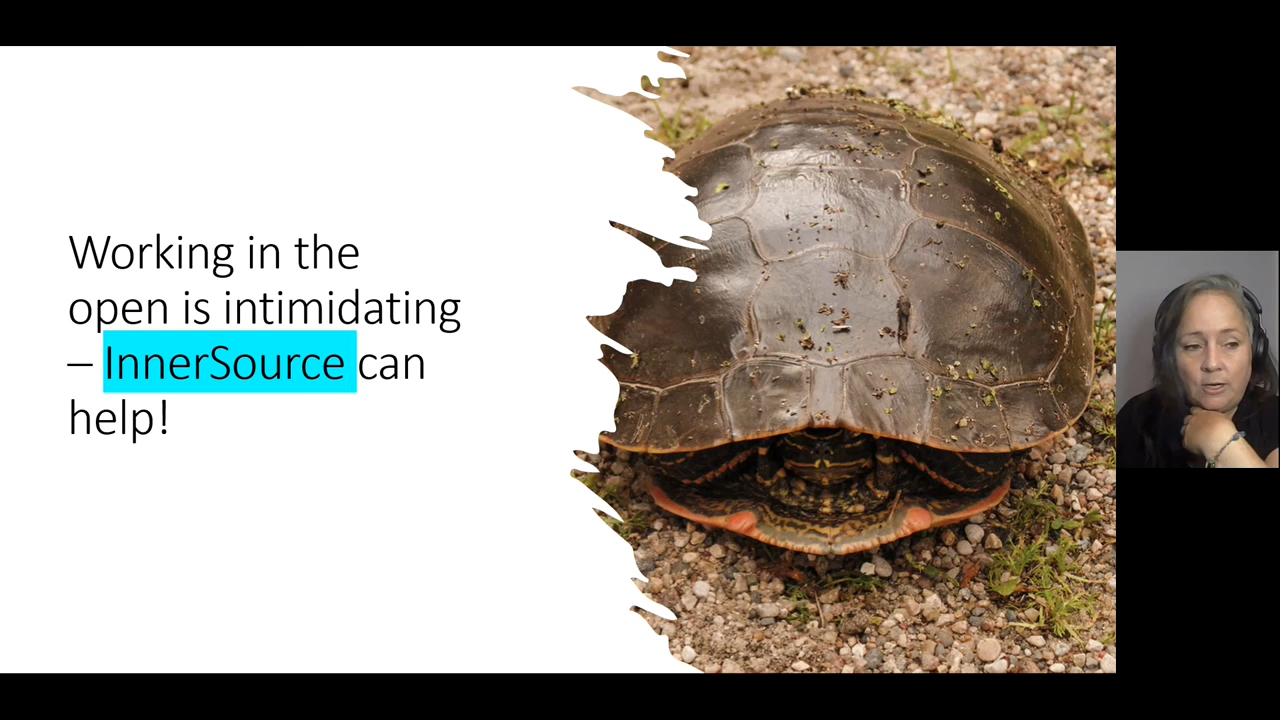 Working in the
open is intimidating
– InnerSource can
help!